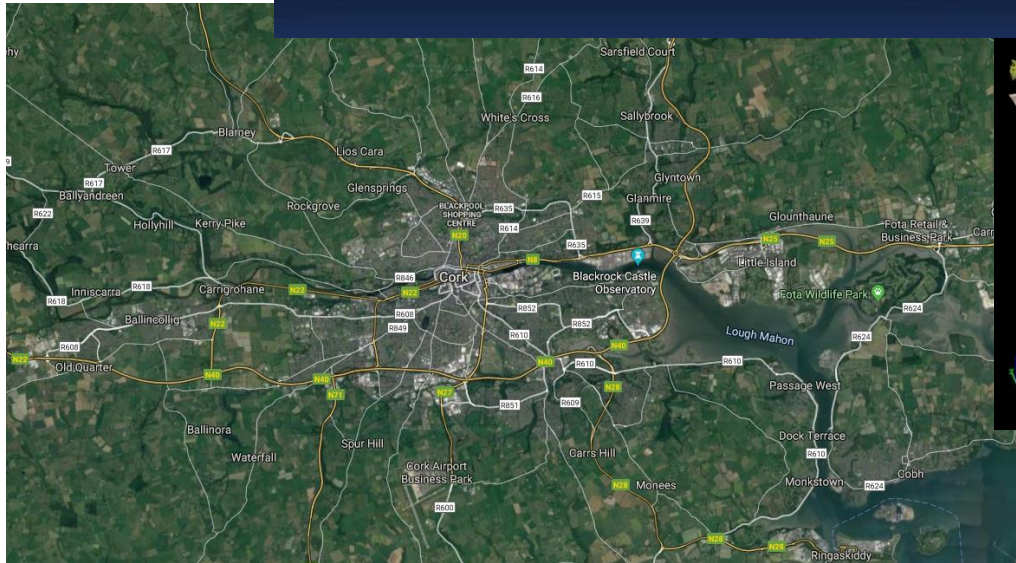 Sarsfield Court
R614
R616
White's Cross
Sallybrook
Blarney
R617
Lios Cara
Tower
R617
Ballyandreen
Glensprings
Glyntown
R615
Glanmire
R622
Rockgrove
BLACKPOOL
SHOPPING
CENTRE
R635
R614
R639
Glounthaune
Hollyhill
Kerry Pike
N20
R635
N25
N25
Fota Retail &
Business Park
Carr
hcarra
N8
Little Island
Cork
R846
Blackrock Castle
Observatory
Inniscarra
R618
R618
Carrigrohane
N22
N22
Fota Wildlife Park
R624
Ballincollig
N22
R608
R849
R852
R852
R610
Lough Mahon
R624
R608
N22
Old Quarter
N40
N40
N40
N40
R610
R610
N71
N27
N28
Passage West
R851
R609
Ballinora
Spur Hill
Waterfall
Carrs Hill
Dock Terrace
R610
Cork Airport
Business Park
N28
Monees
Monkstown
R624
Cobh
R600
N28
N28
Ringaskiddy